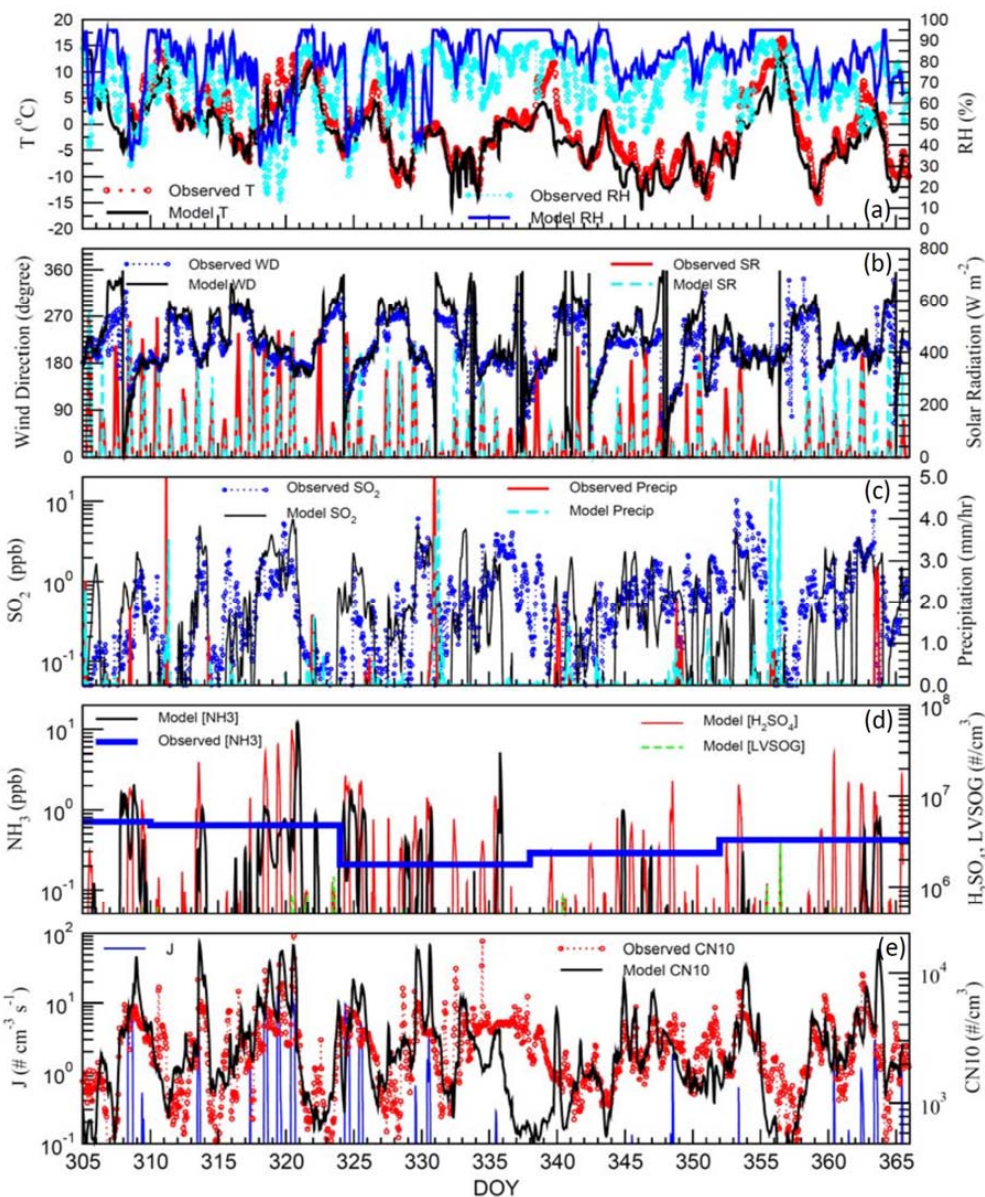 20
15
10
5
0
-5
-10
-15
-20
T (°C)
100
90
80
70
60
50
40
30
20
10
0
RH (%)
Observed T
Model T
Observed RH
Model RH
(a)
360
270
180
90
0
Wind Direction (degree)
800
600
400
200
0
Solar Radiation (W m⁻²)
Observed WD
Model WD
Observed SR
Model SR
(b)
10¹
10⁰
10⁻¹
SO₂ (ppb)
5.0
4.0
3.0
2.0
1.0
0.0
Precipitation (mm/hr)
Observed SO₂
Model SO₂
Observed Precip
Model Precip
(c)
10¹
10⁰
10⁻¹
NH₃ (ppb)
10⁸
10⁷
10⁶
H₂SO₄, LVSOG (#/cm³)
Model [NH3]
Observed [NH3]
Model [H₂SO₄]
Model [LVSOG]
(d)
10²
10¹
10⁰
10⁻¹
J (# cm⁻³ s⁻¹)
10⁴
10³
CN10 (#/cm³)
J
Observed CN10
Model CN10
(e)
305 310 315 320 325 330 335 340 345 350 355 360 365
DOY